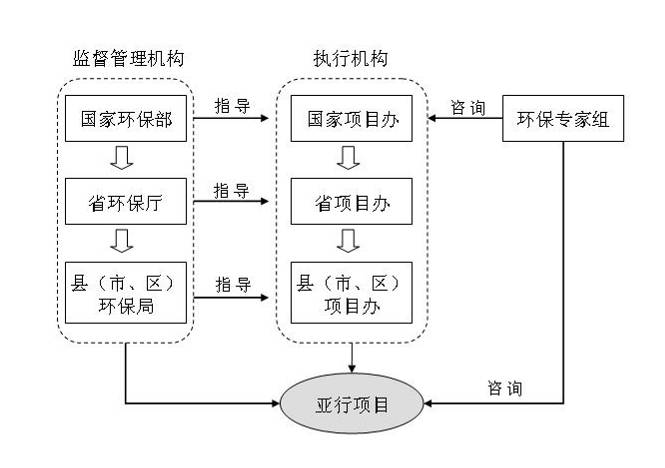 监督管理机构
执行机构
国家环保部
指导
国家项目办
咨询
环保专家组
省环保厅
指导
省项目办
县（市、区）
环保局
指导
县（市、区）
项目办
亚行项目
咨询